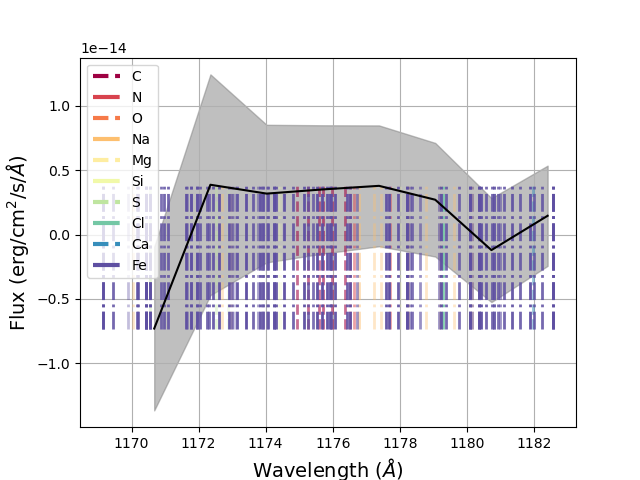 1e−14
1.0
0.5
0.0
−0.5
−1.0
Flux (erg/cm²/s/Å)
C
N
O
Na
Mg
Si
S
Cl
Ca
Fe
1170 1172 1174 1176 1178 1180 1182
Wavelength (Å)